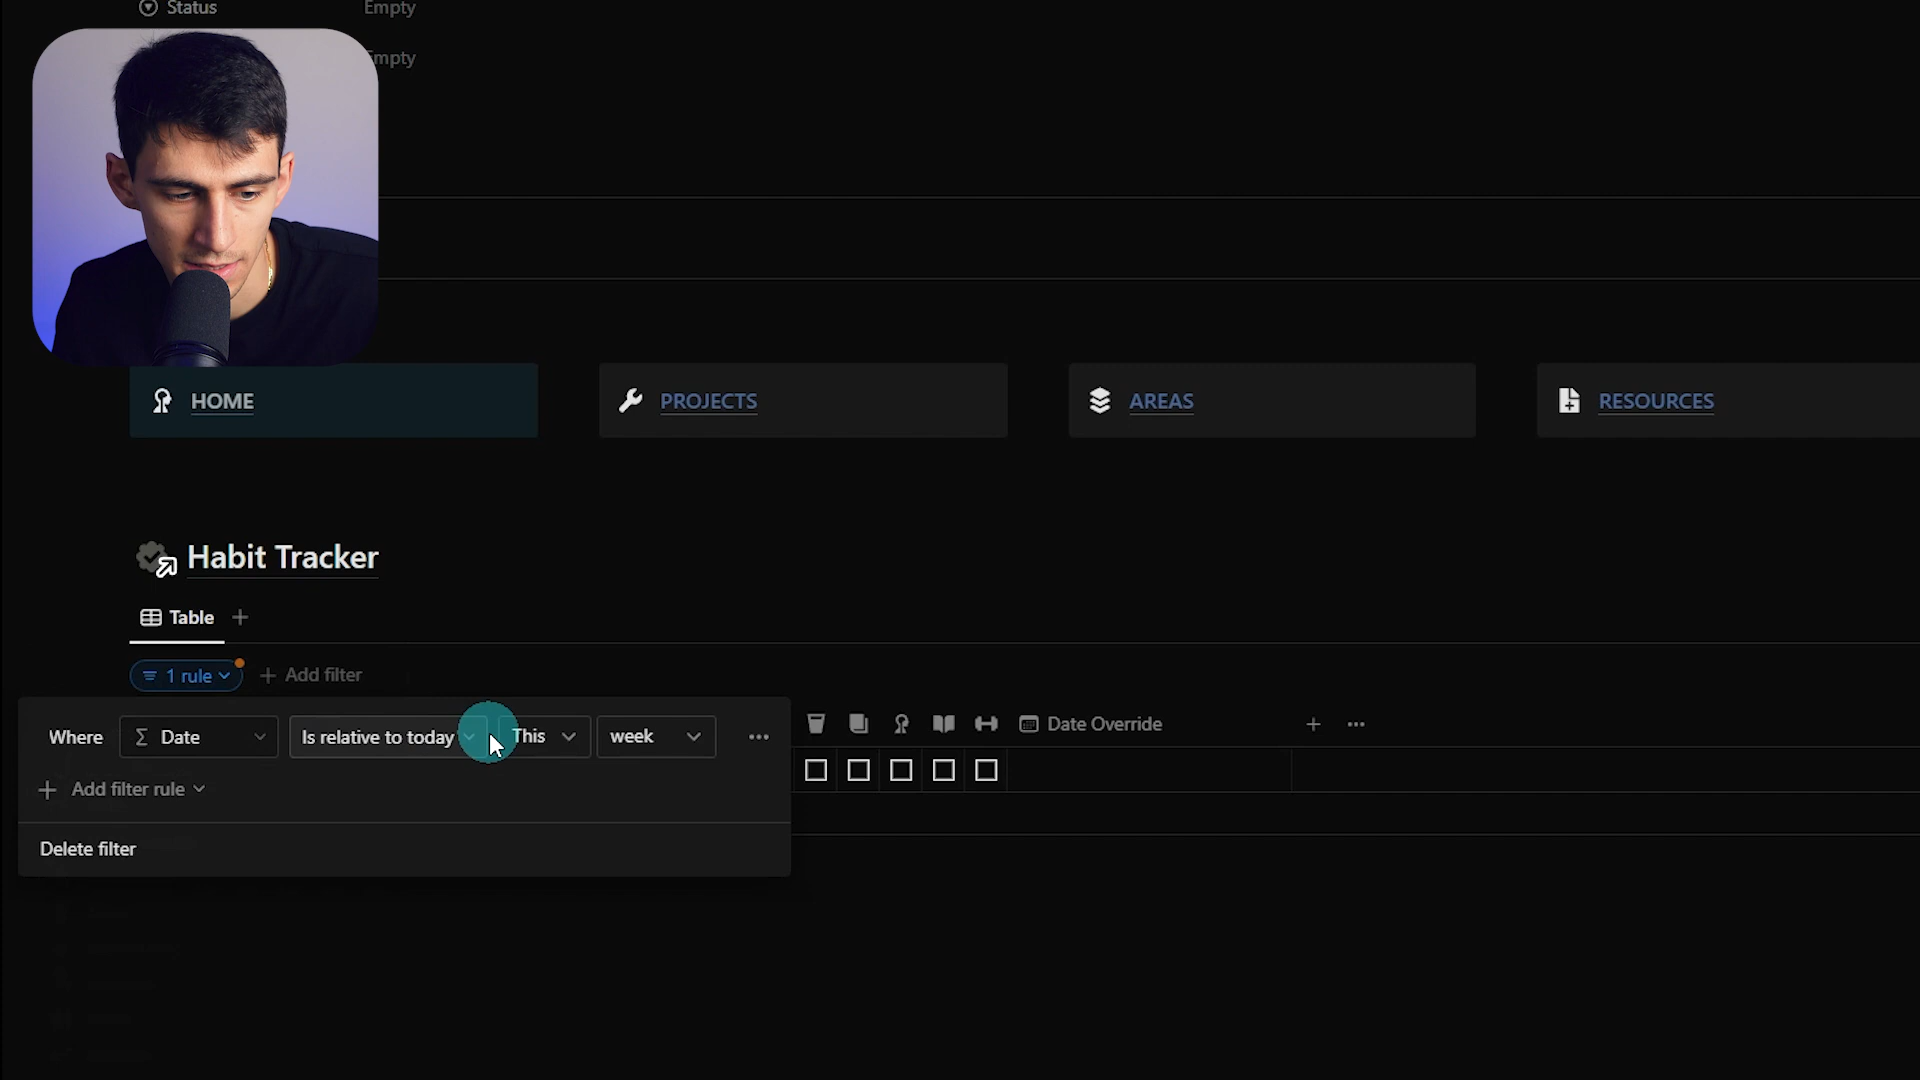 Status Empty
Empty
HOME PROJECTS AREAS RESOURCES
Habit Tracker
Table
1 rule Add filter
Where Date Is relative to today This week
Date Override
Add filter rule
Delete filter